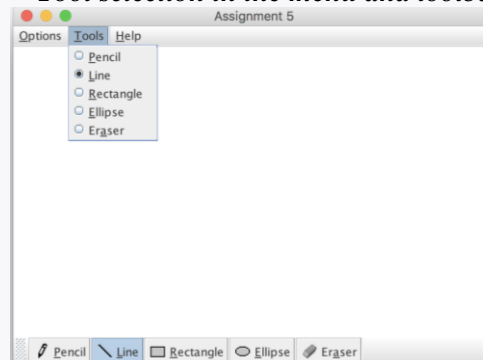 Tool selection in the menu and
Assignment 5
Options Tools Help
Pencil
Line
Rectangle
Ellipse
Eraser
Pencil Line Rectangle Ellipse Eraser